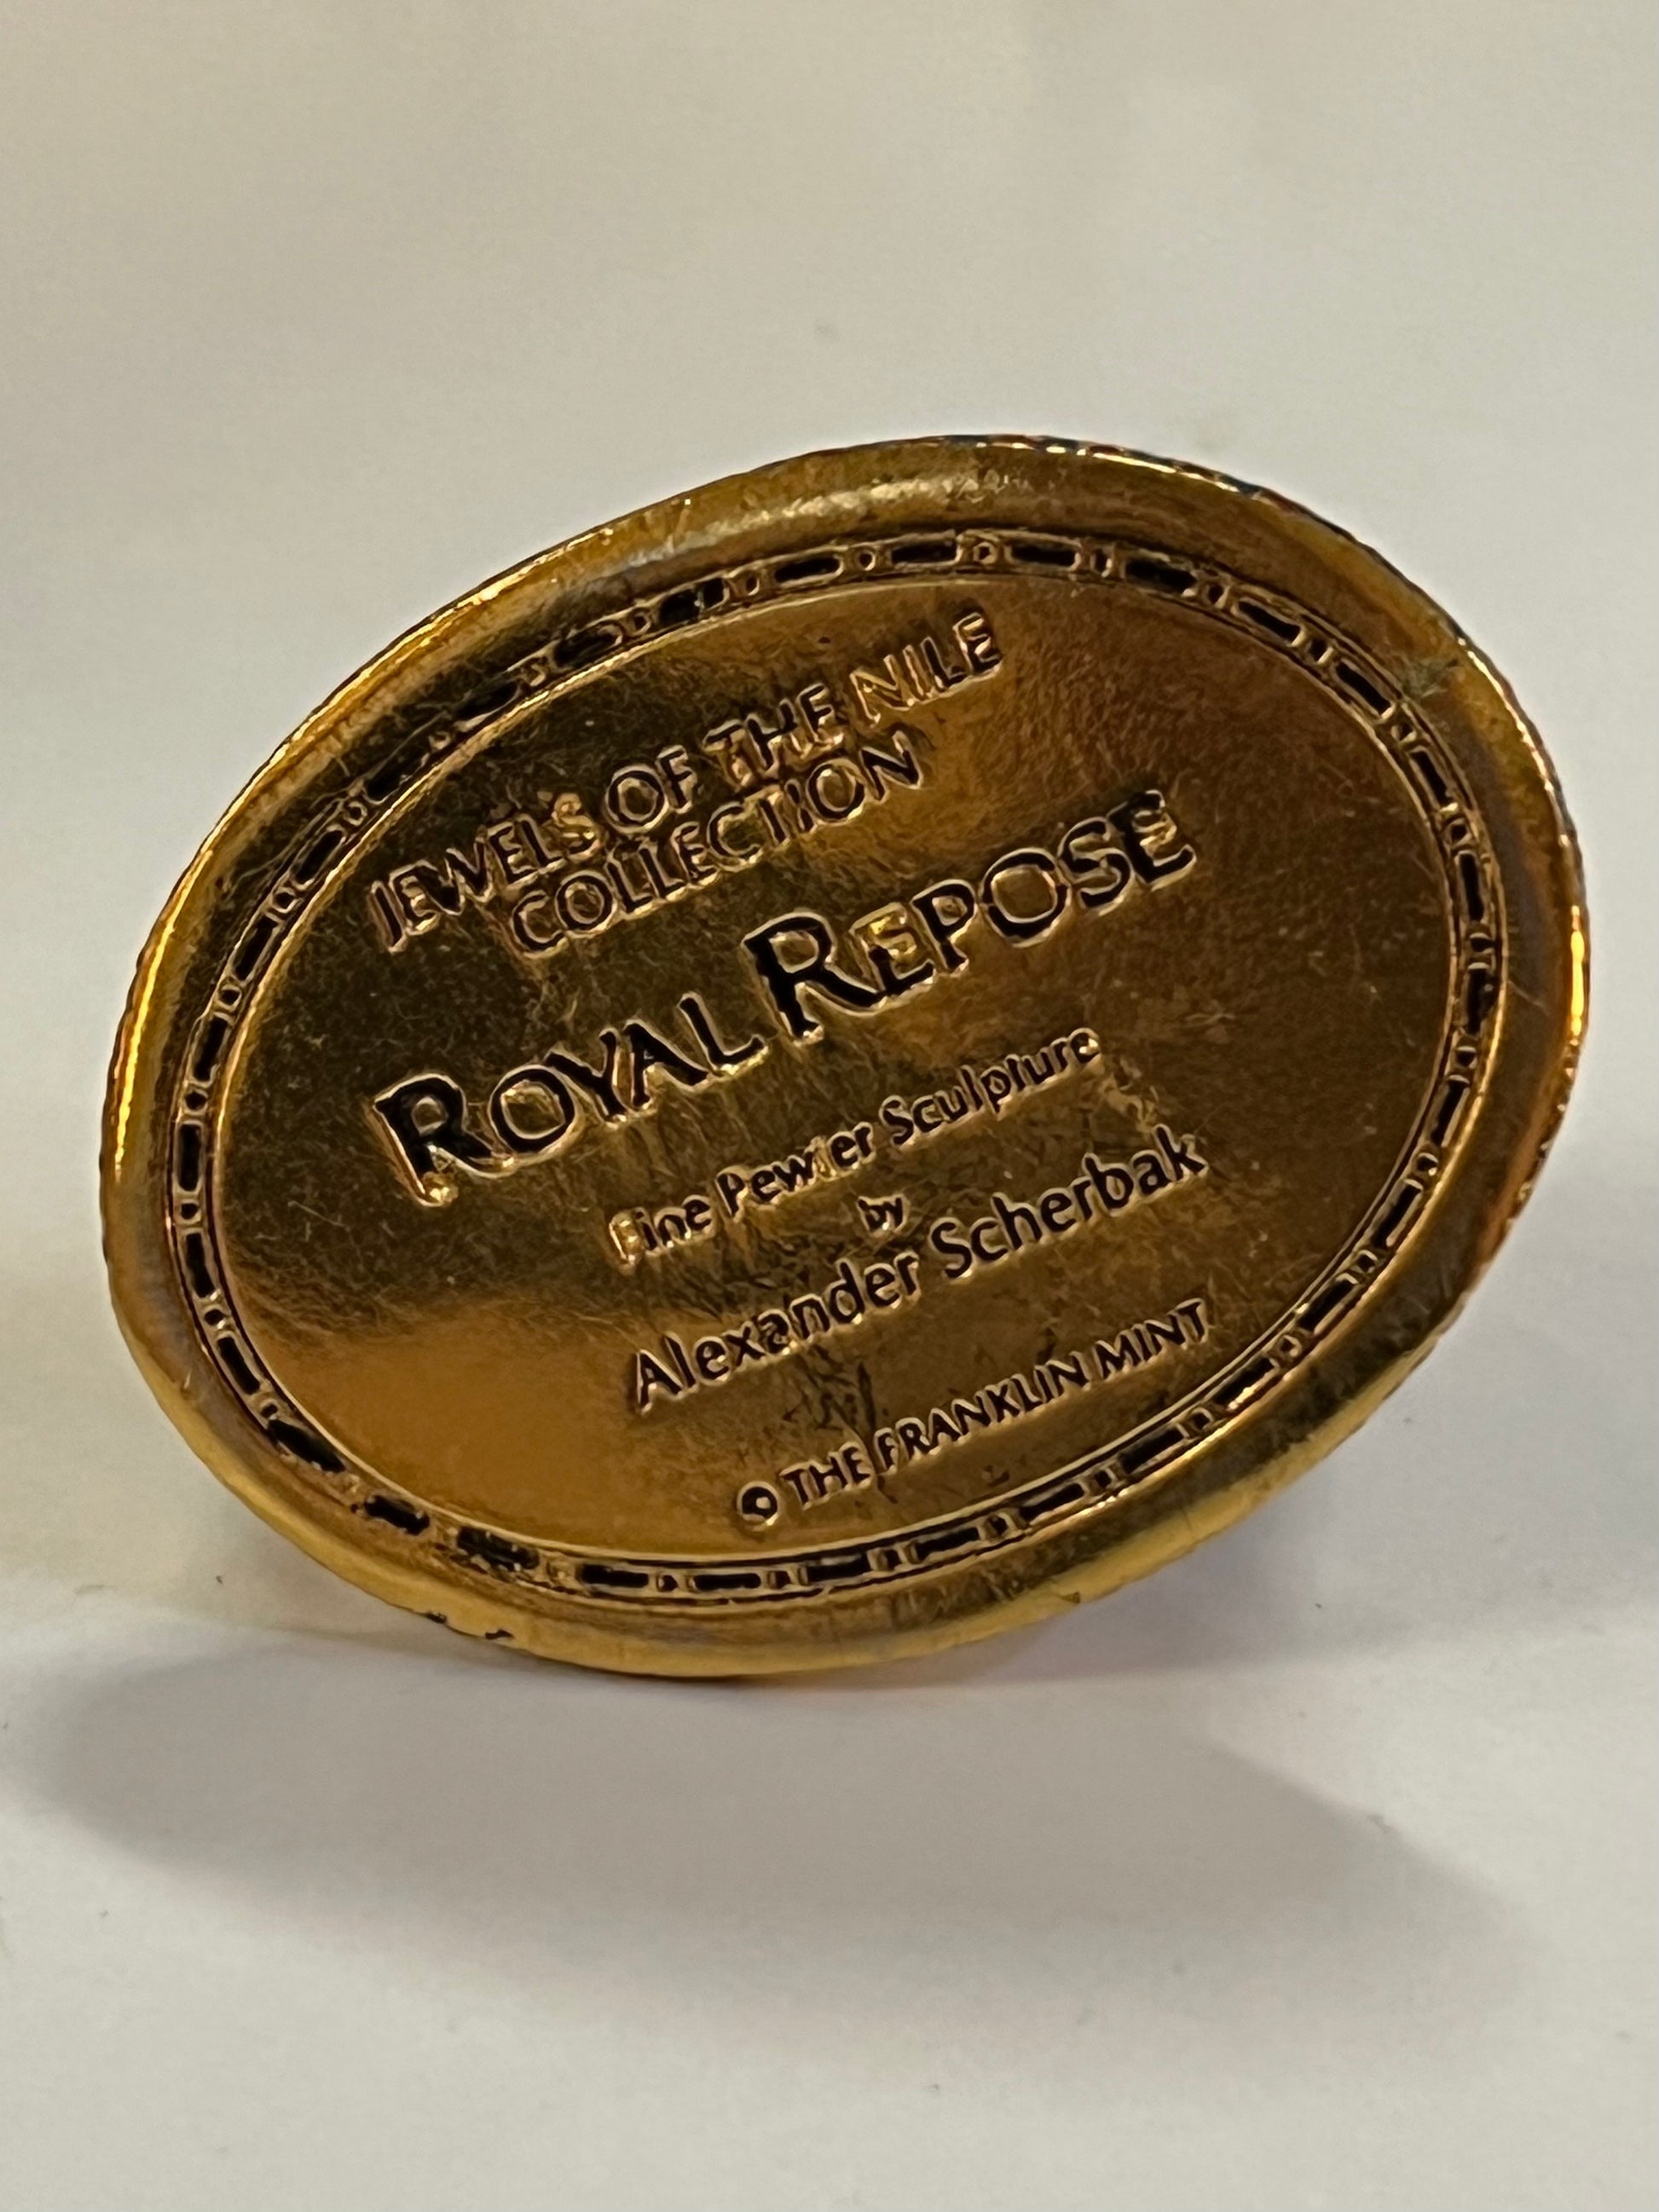 JEWELS OF THE NILE
COLLECTION
ROYAL REPOSE
Fine Pewter Sculpture
by
Alexander Scherbak
© THE FRANKLIN MINT